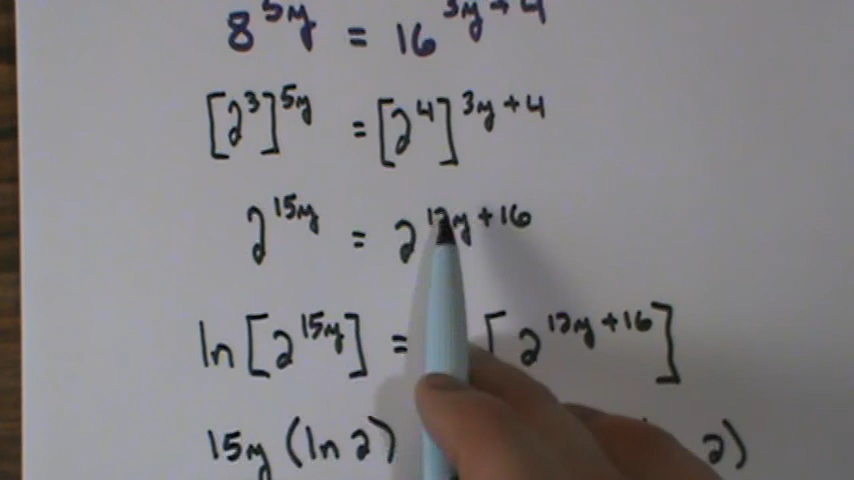 8^5y = 16^3y + 4
[2^3]^5y = [2^4]^3y + 4
2^15y = 2^12y + 16
ln [2^15y] = [2^12y + 16]
15y (ln 2) 2)